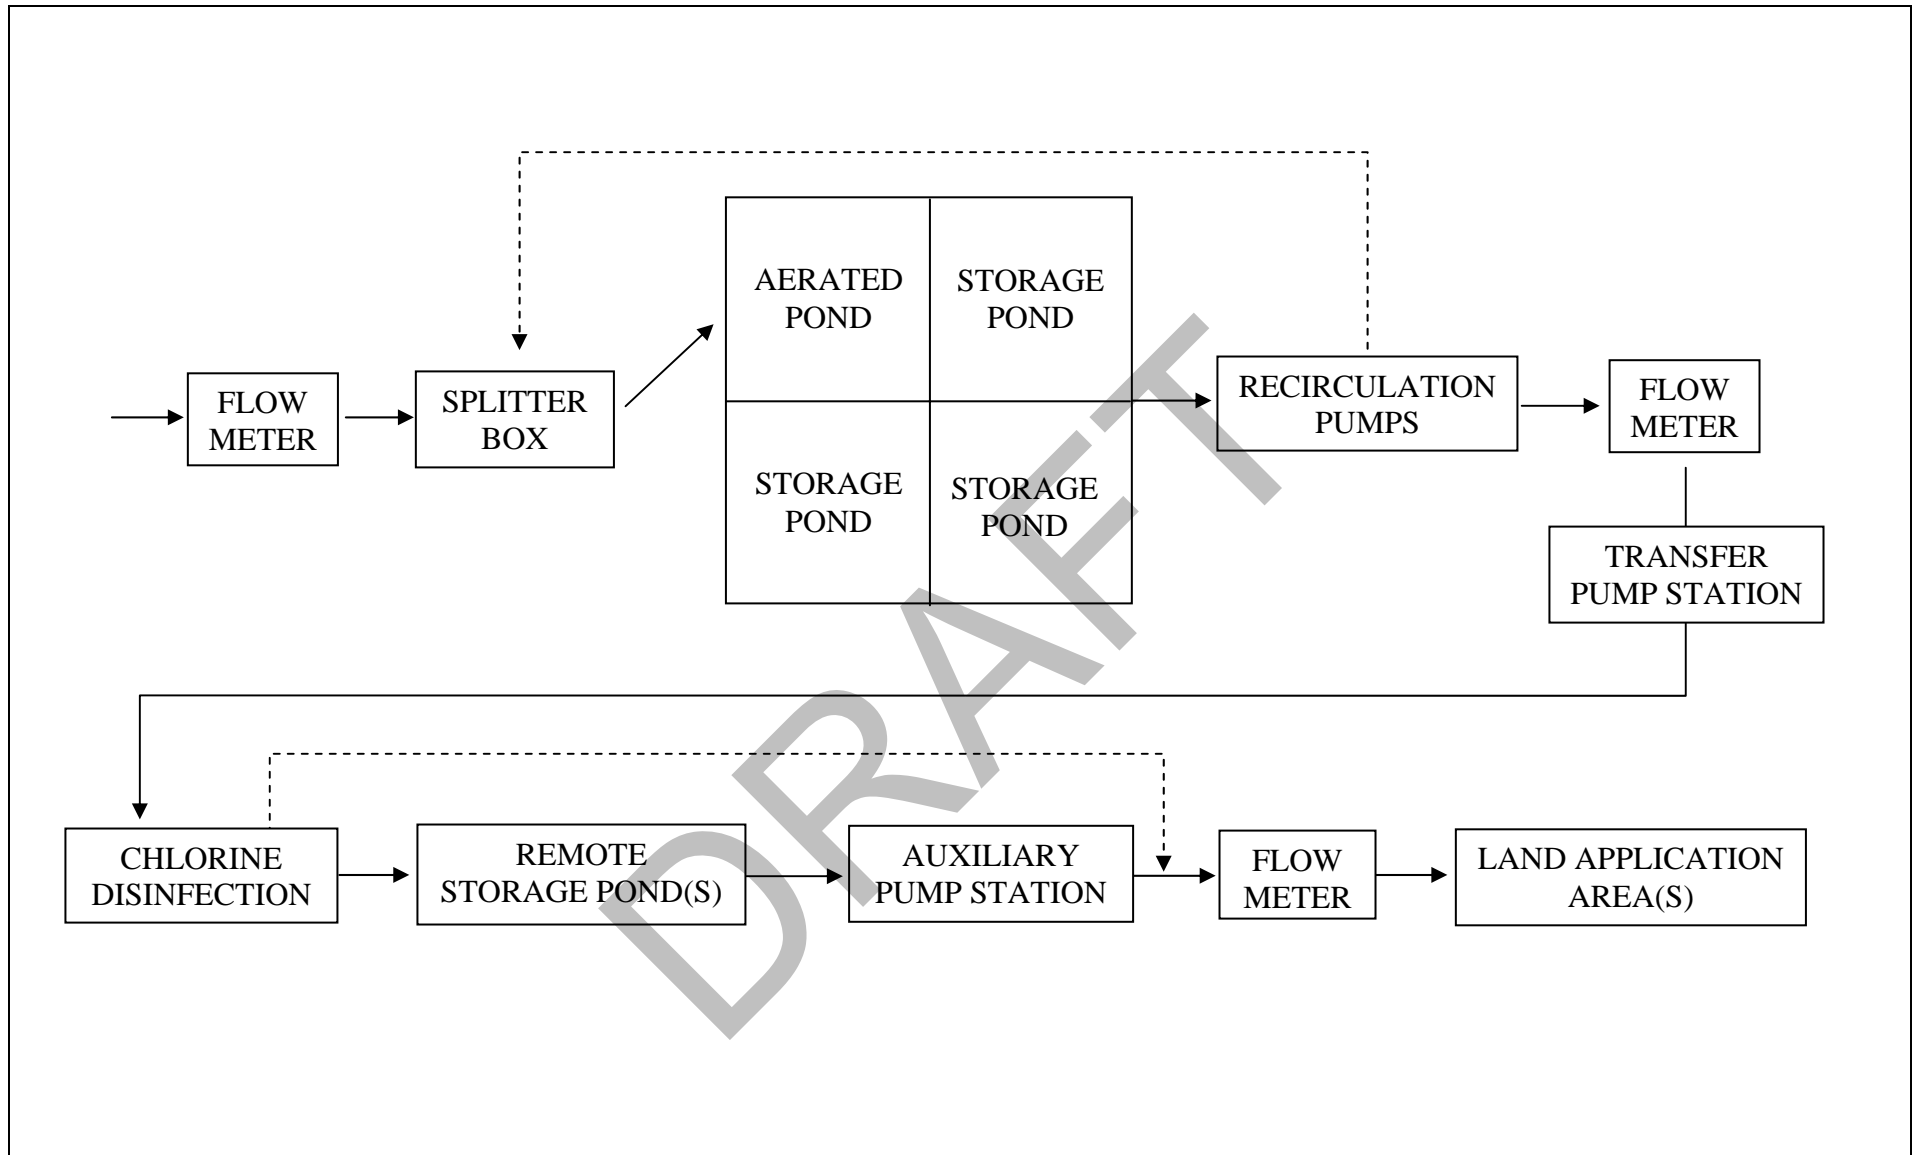 AERATED
POND
STORAGE
POND
FLOW
METER
SPLITTER
BOX
STORAGE
POND
STORAGE
POND
RECIRCULATION
PUMPS
FLOW
METER
TRANSFER
PUMP STATION
CHLORINE
DISINFECTION
REMOTE
STORAGE POND(S)
AUXILIARY
PUMP STATION
FLOW
METER
LAND APPLICATION
AREA(S)
DRAFT